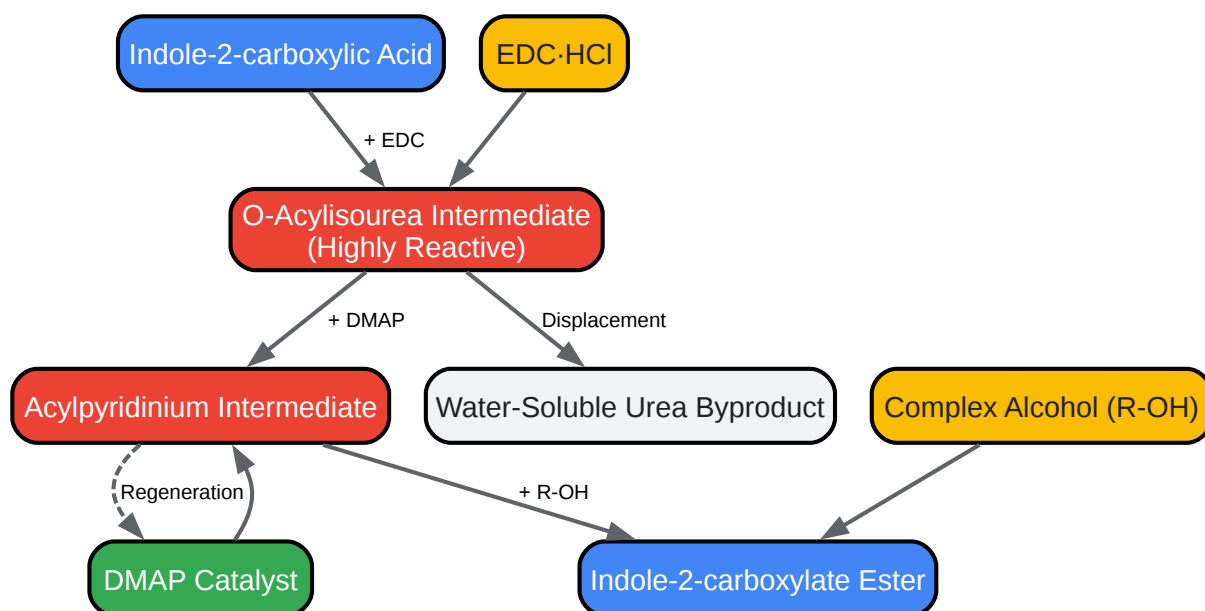 Indole-2-carboxylic Acid
EDC·HCl
+ EDC
O-Acylisourea Intermediate
(Highly Reactive)
+ DMAP
Displacement
Acylpyridinium Intermediate
Water-Soluble Urea Byproduct
Complex Alcohol (R-OH)
Regeneration
+ R-OH
DMAP Catalyst
Indole-2-carboxylate Ester